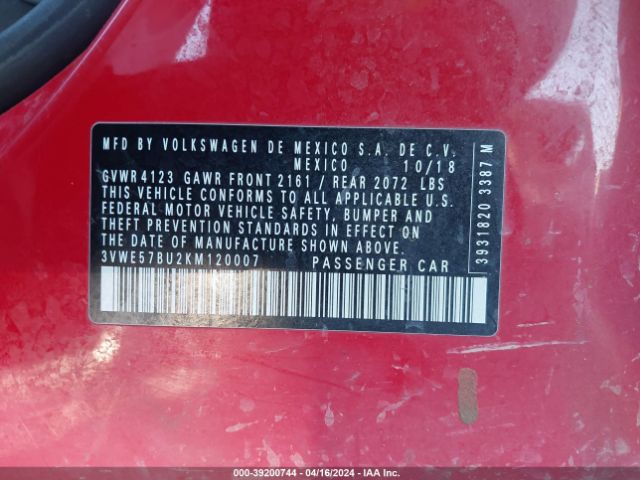 MFD BY VOLKSWAGEN DE MEXICO S.A. DE C.V.
MEXICO 10/18
GVWR 4123 GAWR FRONT 2161 / REAR 2072 LBS
THIS VEHICLE CONFORMS TO ALL APPLICABLE U.S.
FEDERAL MOTOR VEHICLE SAFETY, BUMPER AND
THEFT PREVENTION STANDARDS IN EFFECT ON
THE DATE OF MANUFACTURE SHOWN ABOVE.
3VWE57BU2KM120007 PASSENGER CAR
3931820 3387 M
000-39200744 - 04/16/2024 - IAA Inc.